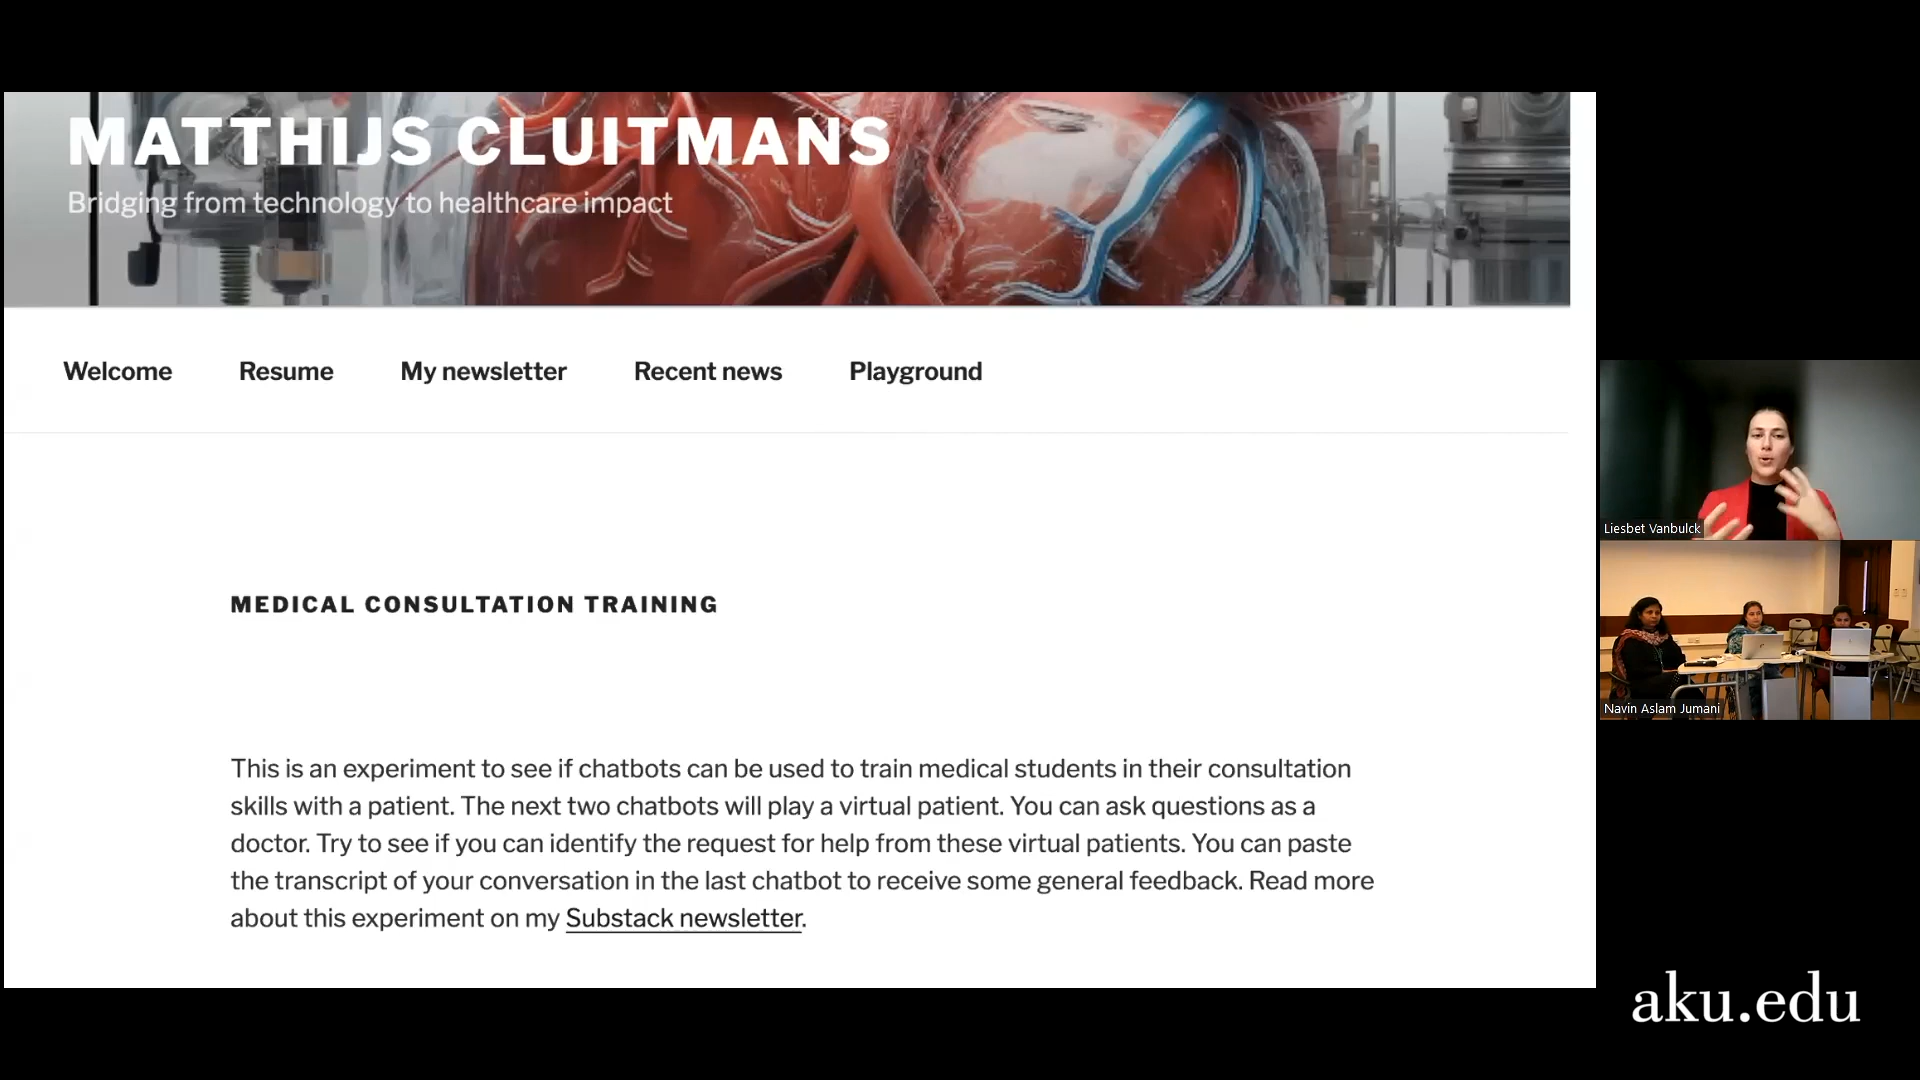 MATTHIJS CLUITMANS
Bridging from technology to healthcare impact
Welcome
Resume
My newsletter
Recent news
Playground
MEDICAL CONSULTATION TRAINING
This is an experiment to see if chatbots can be used to train medical students in their consultation
skills with a patient. The next two chatbots will play a virtual patient. You can ask questions as a
doctor. Try to see if you can identify the request for help from these virtual patients. You can paste
the transcript of your conversation in the last chatbot to receive some general feedback. Read more
about this experiment on my Substack newsletter.
Liesbet Vanbulck
Navin Aslam Jumani
aku.edu